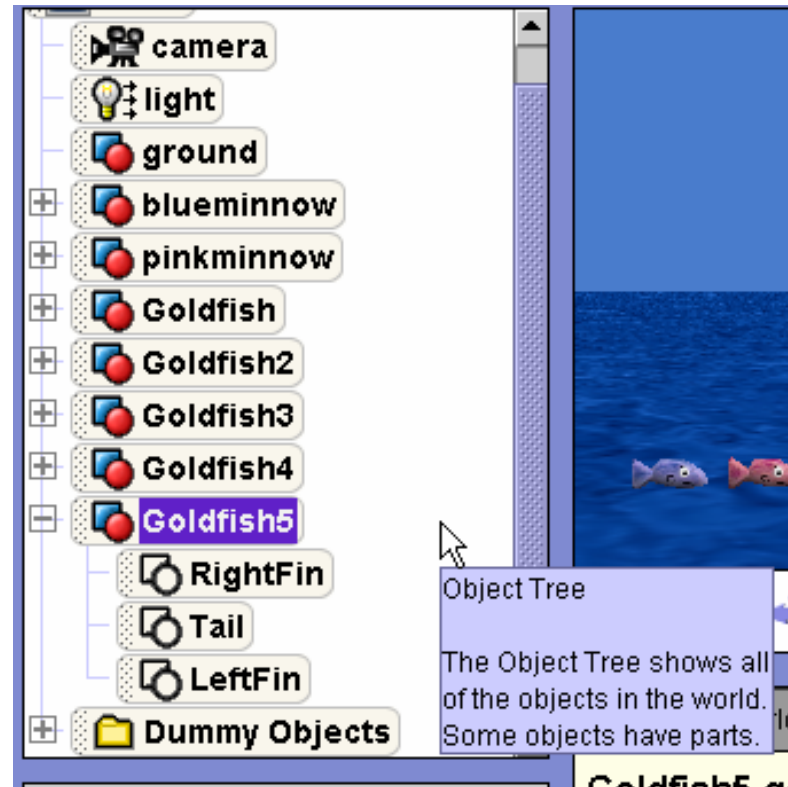 camera
light
ground
blueminnow
pinkminnow
Goldfish
Goldfish2
Goldfish3
Goldfish4
Goldfish5
RightFin
Tail
LeftFin
Dummy Objects
Object Tree
The Object Tree shows all
of the objects in the world.
Some objects have parts.
Goldfish5